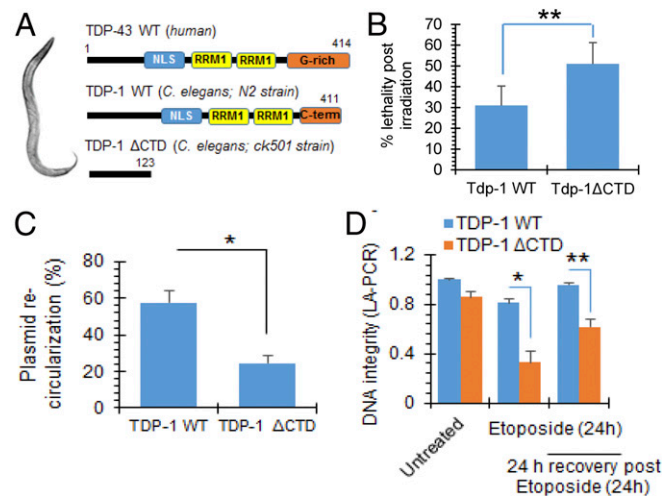 A
TDP-43 WT (human)
1
414
NLS RRM1 RRM1 G-rich
TDP-1 WT (C. elegans; N2 strain)
411
NLS RRM1 RRM1 C-term
TDP-1 ΔCTD (C. elegans; ck501 strain)
123
B
**
% lethality post
irradiation
80
70
60
50
40
30
20
10
0
Tdp-1 WT Tdp-1ΔCTD
C
*
Plasmid re-
circularization (%)
80
60
40
20
0
TDP-1 WT TDP-1 ΔCTD
D
TDP-1 WT
TDP-1 ΔCTD
DNA integrity (LA-PCR)
1.2
0.8
0.4
0
*
**
Untreated
Etoposide (24h)
24 h recovery post
Etoposide (24h)